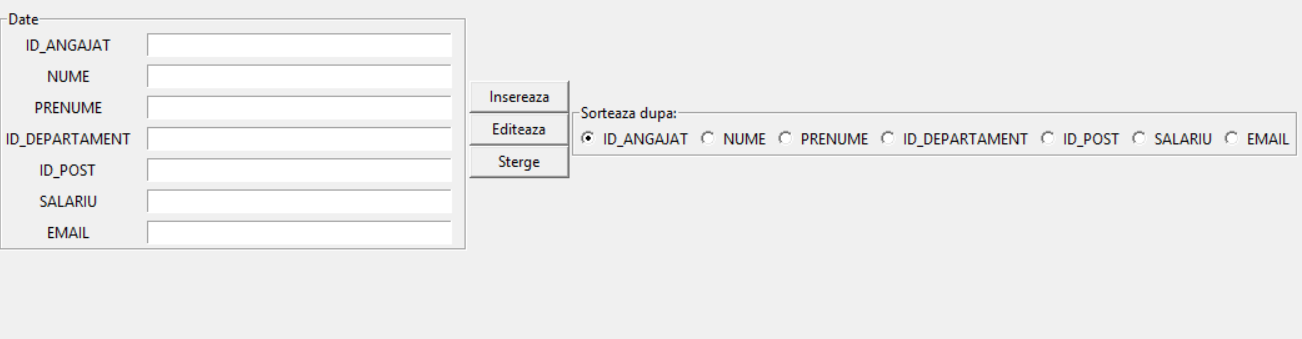 Date
ID_ANGAJAT
NUME
PRENUME
ID_DEPARTAMENT
ID_POST
SALARIU
EMAIL
Insereaza
Editeaza
Sterge
Sorteaza dupa:
ID_ANGAJAT NUME PRENUME ID_DEPARTAMENT ID_POST SALARIU EMAIL